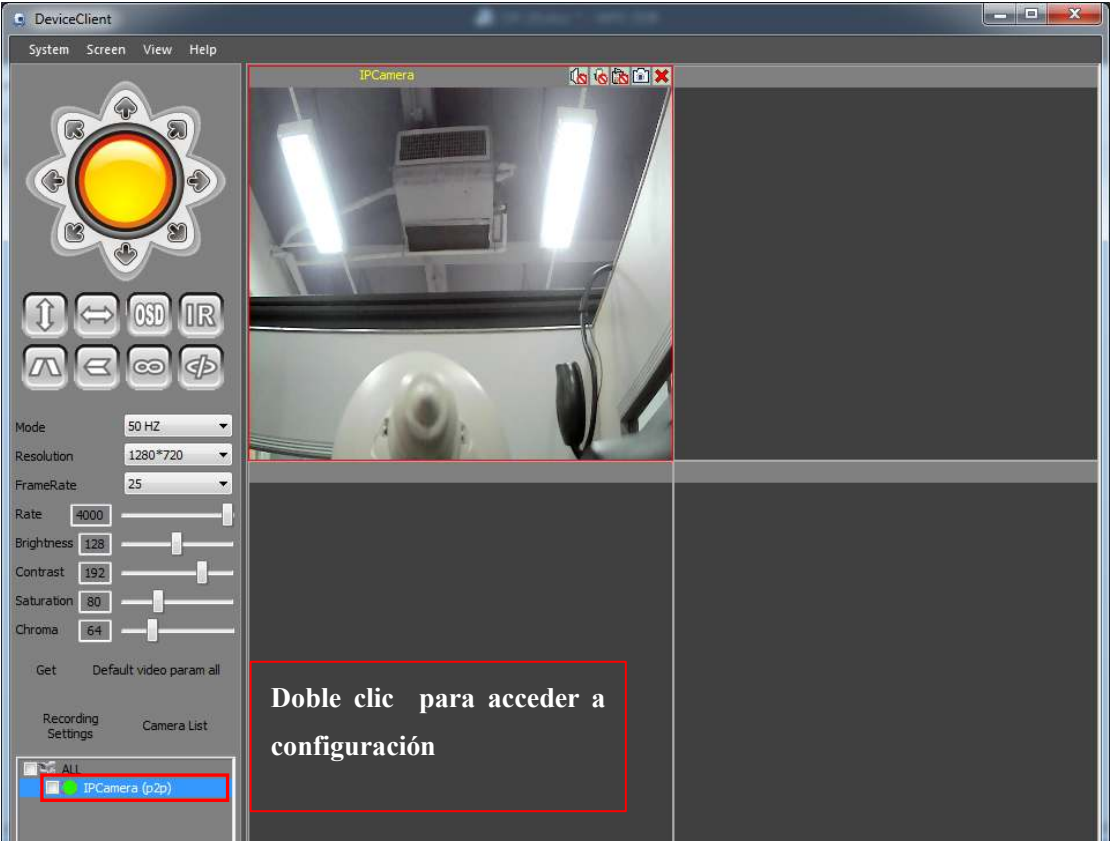 DeviceClient
System Screen View Help
IPCamera
OSD IR
Mode 50 HZ
Resolution 1280*720
FrameRate 25
Rate 4000
Brightness 128
Contrast 192
Saturation 80
Chroma 64
Get Default video param all
Recording
Settings
Camera List
ALL
IPCamera (p2p)
Doble clic para acceder a
configuración